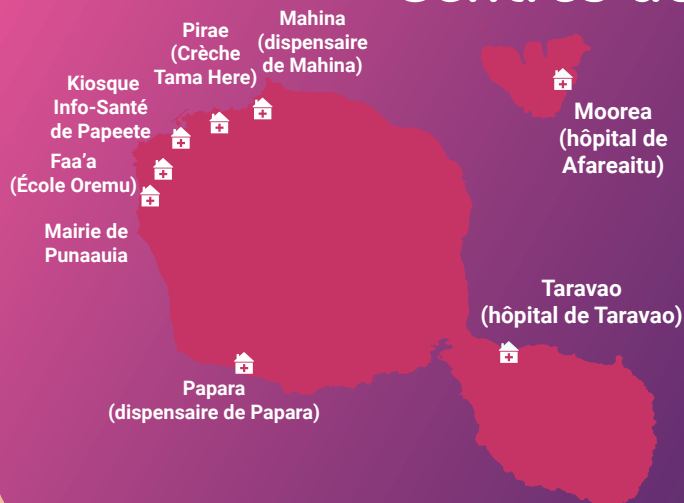 Mahina
(dispensaire
de Mahina)
Pirae
(Crèche
Tama Here)
Kiosque
Info-Santé
de Papeete
Faa'a
(École Oremu)
Mairie de
Punaauia
Moorea
(hôpital de
Afareaitu)
Taravao
(hôpital de Taravao)
Papara
(dispensaire de Papara)